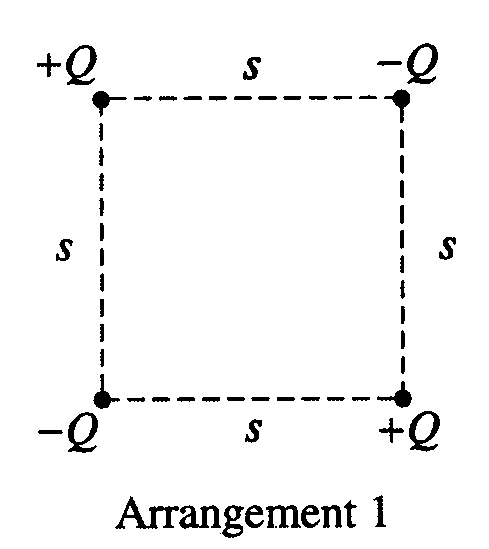 +Q s -Q
s s
-Q s +Q
Arrangement 1